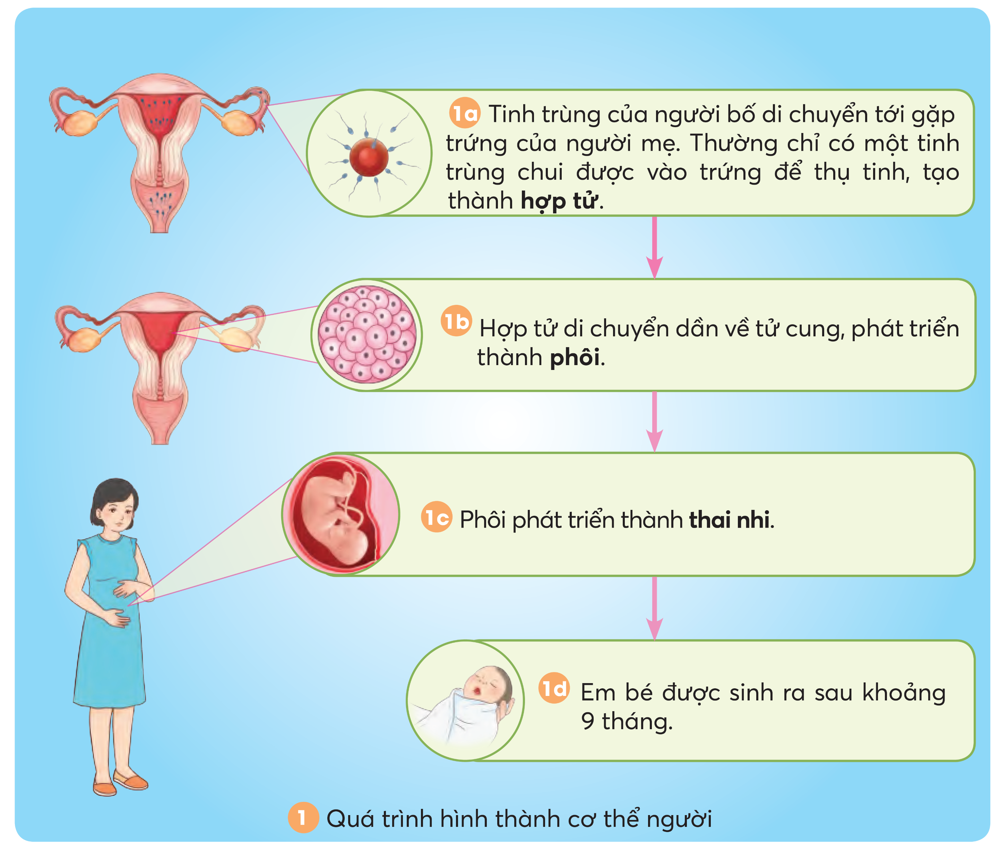 1a Tinh trùng của người bố di chuyển tới gặp
trứng của người mẹ. Thường chỉ có một tinh
trùng chui được vào trứng để thụ tinh, tạo
thành hợp tử.
1b Hợp tử di chuyển dần về tử cung, phát triển
thành phôi.
1c Phôi phát triển thành thai nhi.
1d Em bé được sinh ra sau khoảng
9 tháng.
1 Quá trình hình thành cơ thể người